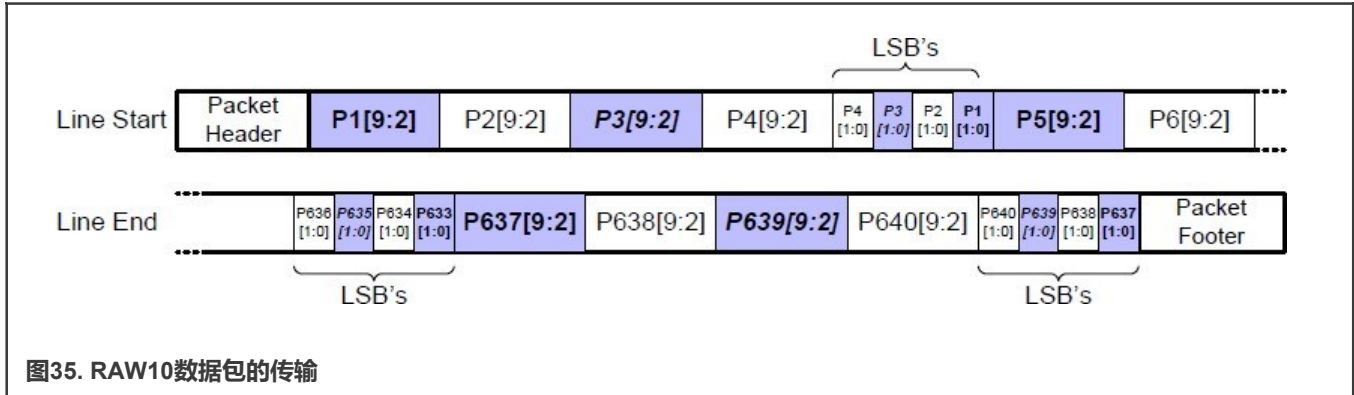 LSB's
Line Start
Packet Header
P1[9:2]
P2[9:2]
P3[9:2]
P4[9:2]
P4 [1:0]
P3 [1:0]
P2 [1:0]
P1 [1:0]
P5[9:2]
P6[9:2]
Line End
P636 [1:0]
P635 [1:0]
P634 [1:0]
P633 [1:0]
P637[9:2]
P638[9:2]
P639[9:2]
P640[9:2]
P640 [1:0]
P639 [1:0]
P638 [1:0]
P637 [1:0]
Packet Footer
LSB's
LSB's
图35. RAW10数据包的传输